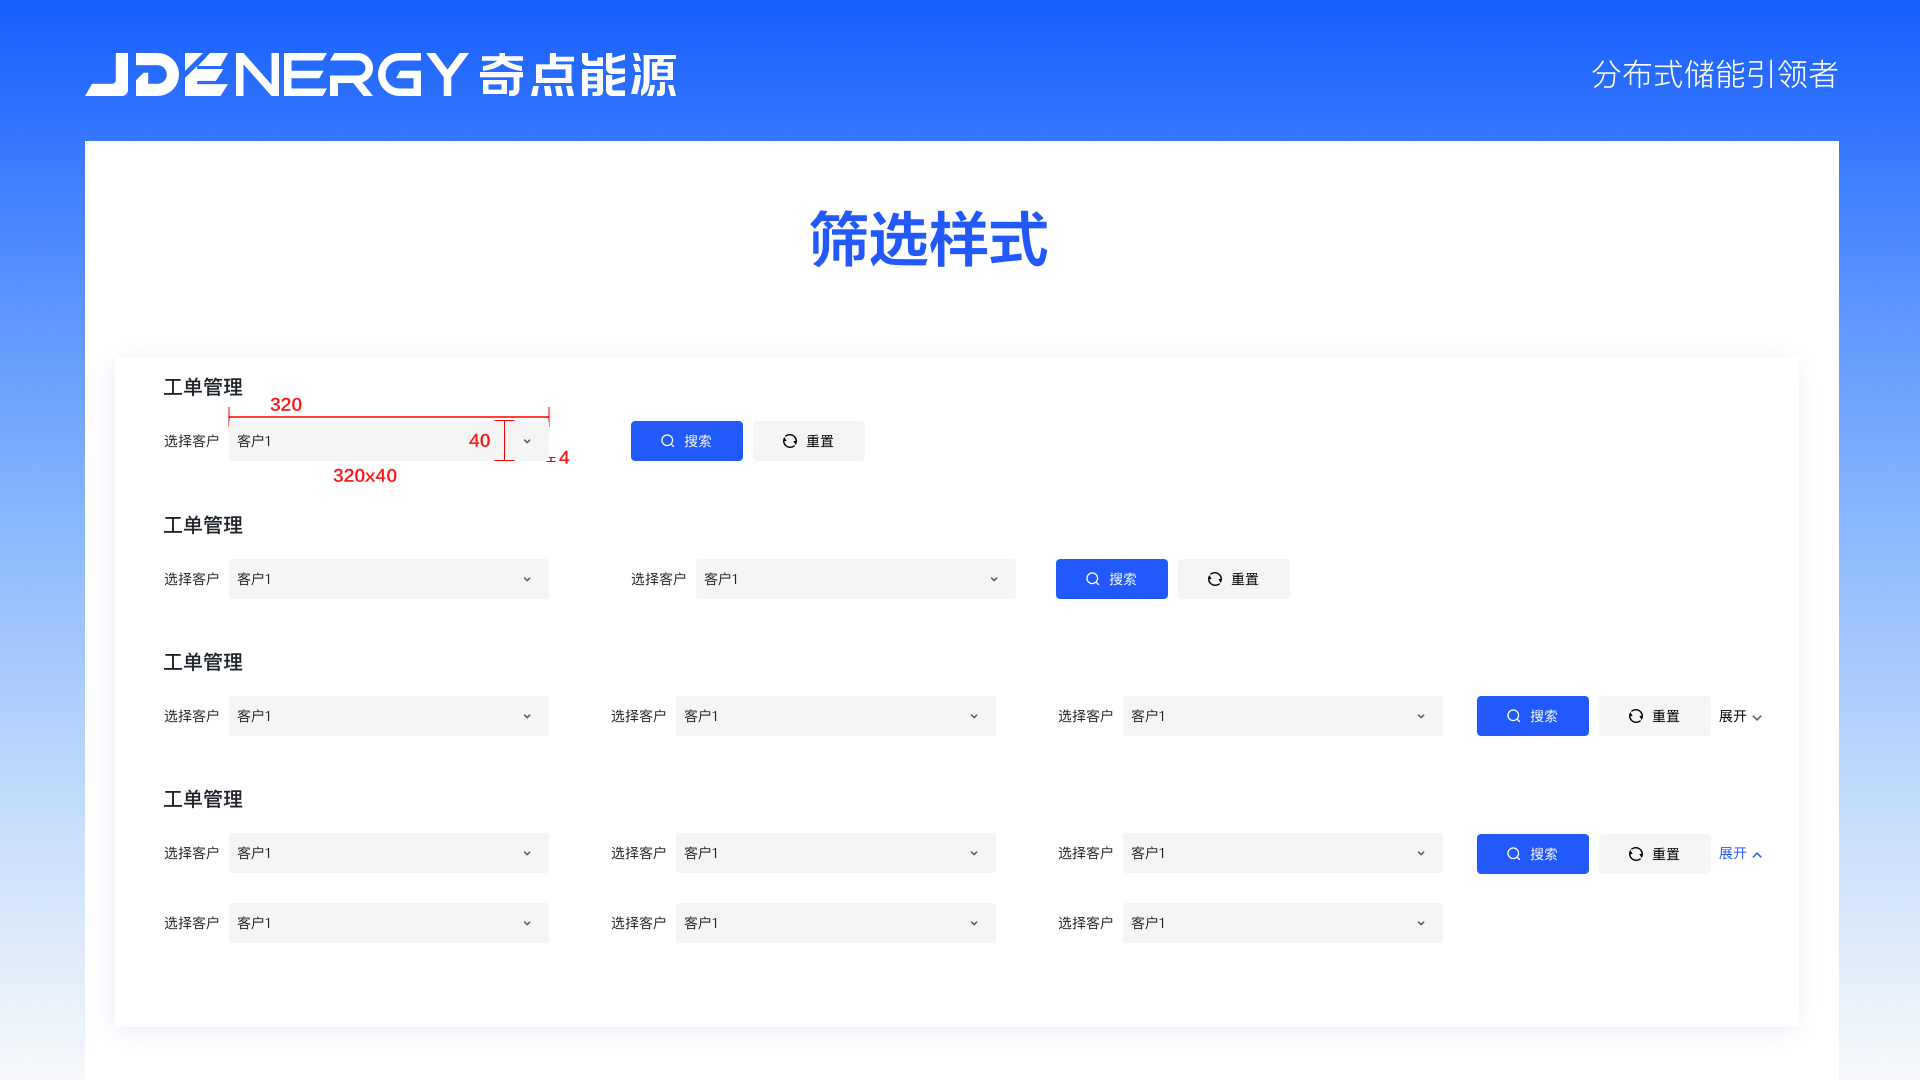 JDENERGY 奇点能源
分布式储能引领者
筛选样式
工单管理
320
选择客户 客户1 40 4 搜索 重置
320x40
工单管理
选择客户 客户1 选择客户 客户1 搜索 重置
工单管理
选择客户 客户1 选择客户 客户1 选择客户 客户1 搜索 重置 展开
工单管理
选择客户 客户1 选择客户 客户1 选择客户 客户1 搜索 重置 展开
选择客户 客户1 选择客户 客户1 选择客户 客户1